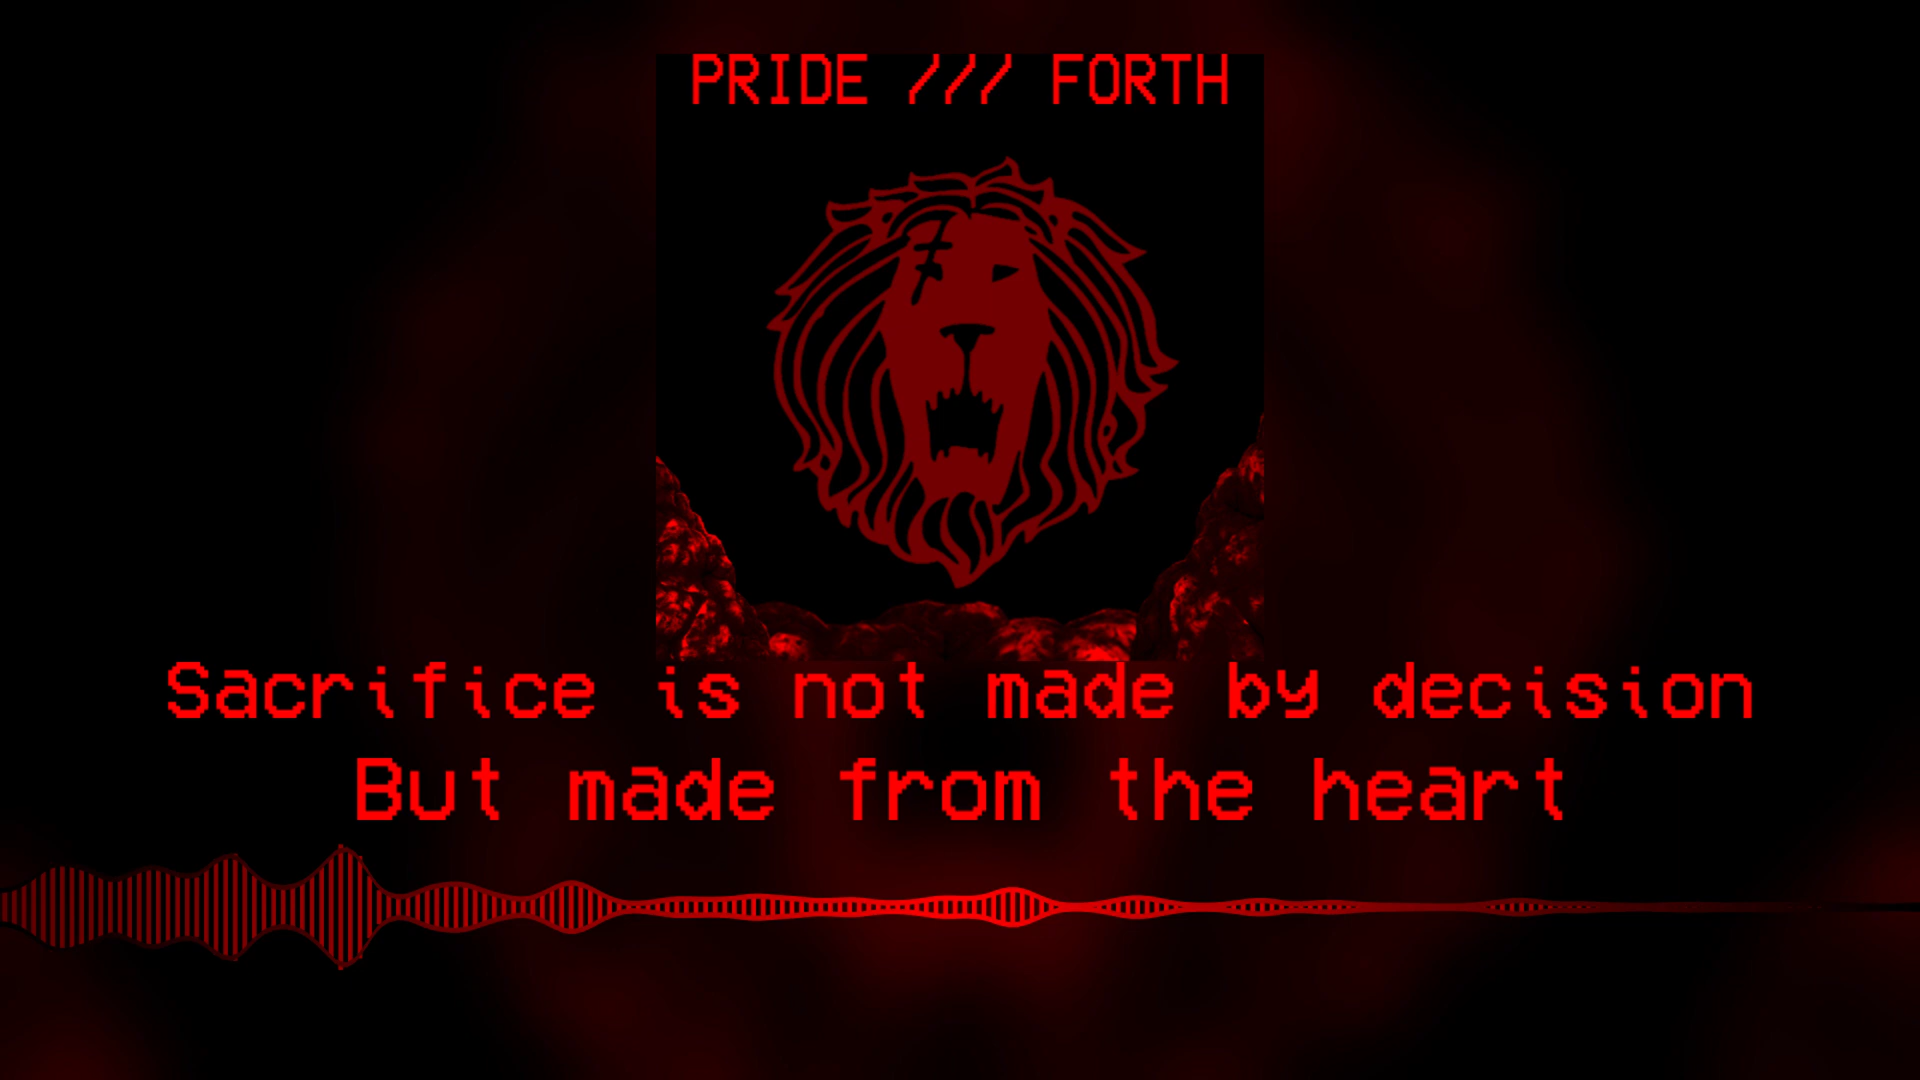 PRIDE /// FORTH
Sacrifice is not made by decision
But made from the heart